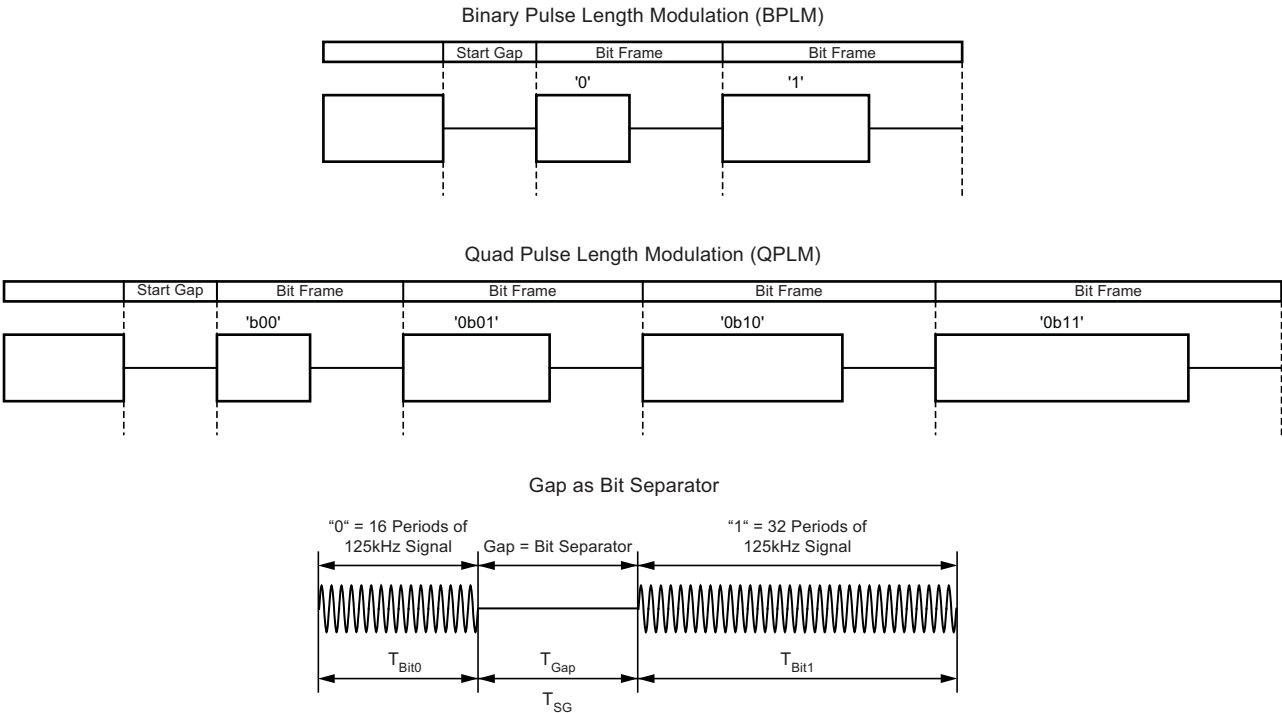 Binary Pulse Length Modulation (BPLM)
Start Gap Bit Frame Bit Frame
'0' '1'
Quad Pulse Length Modulation (QPLM)
Start Gap Bit Frame Bit Frame Bit Frame Bit Frame
'b00' '0b01' '0b10' '0b11'
Gap as Bit Separator
“0“ = 16 Periods of
125kHz Signal
Gap = Bit Separator
“1“ = 32 Periods of
125kHz Signal
TBit0 TGap TBit1
TSG